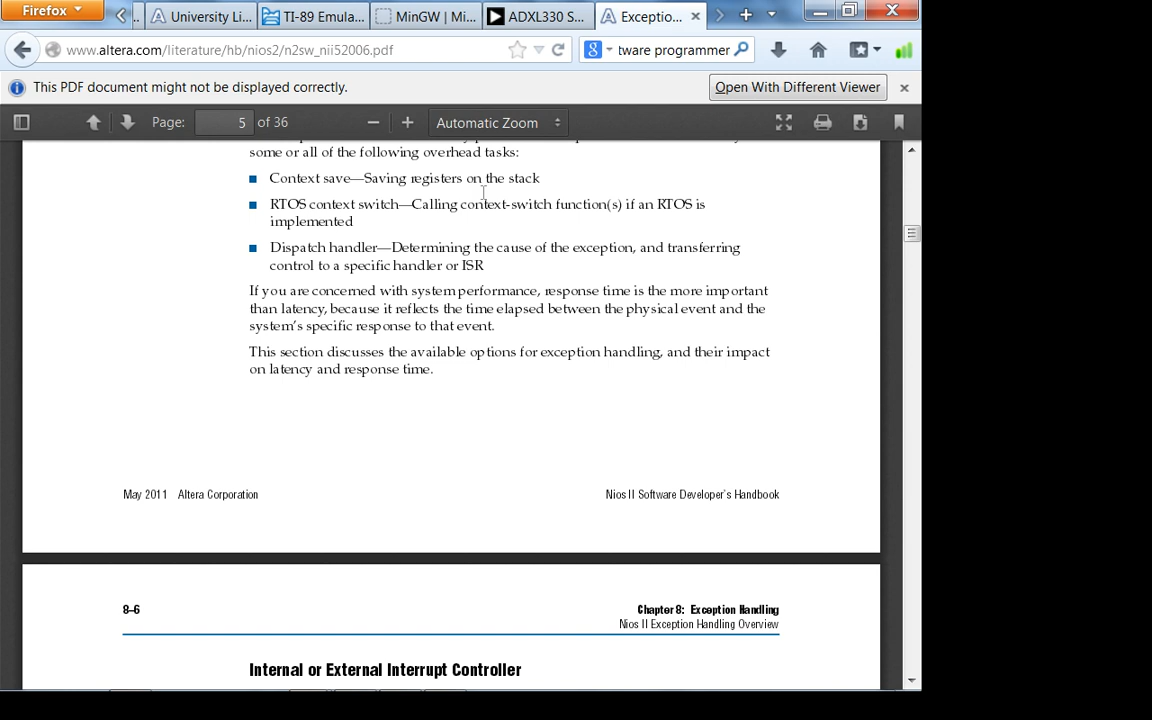 Firefox
University Li...
TI-89 Emula...
MinGW | Mi...
ADXL330 S...
Exceptio...
www.altera.com/literature/hb/nios2/n2sw_nii52006.pdf
tware programmer
This PDF document might not be displayed correctly.
Open With Different Viewer
Page: 5 of 36
Automatic Zoom
some or all of the following overhead tasks:
Context save—Saving registers on the stack
RTOS context switch—Calling context-switch function(s) if an RTOS is
implemented
Dispatch handler—Determining the cause of the exception, and transferring
control to a specific handler or ISR
If you are concerned with system performance, response time is the more important
than latency, because it reflects the time elapsed between the physical event and the
system's specific response to that event.
This section discusses the available options for exception handling, and their impact
on latency and response time.
May 2011 Altera Corporation
Nios II Software Developer's Handbook
8–6
Chapter 8: Exception Handling
Nios II Exception Handling Overview
Internal or External Interrupt Controller